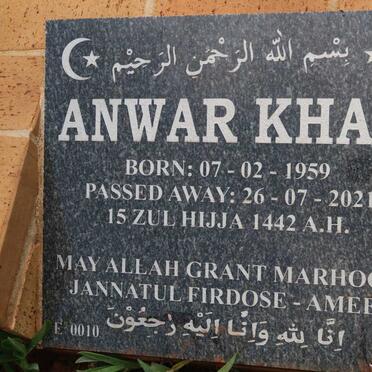 بِسْمِ اللهِ الرَّحْمٰنِ الرَّحِيْمِ
ANWAR KHA
BORN: 07 - 02 - 1959
PASSED AWAY: 26 - 07 - 2021
15 ZUL HIJJA 1442 A.H.
MAY ALLAH GRANT MARHOO
JANNATUL FIRDOSE - AMEE
E 0010 اِنَّا لِلّٰهِ وَاِنَّا اِلَيْهِ رٰجِعُوْنَ